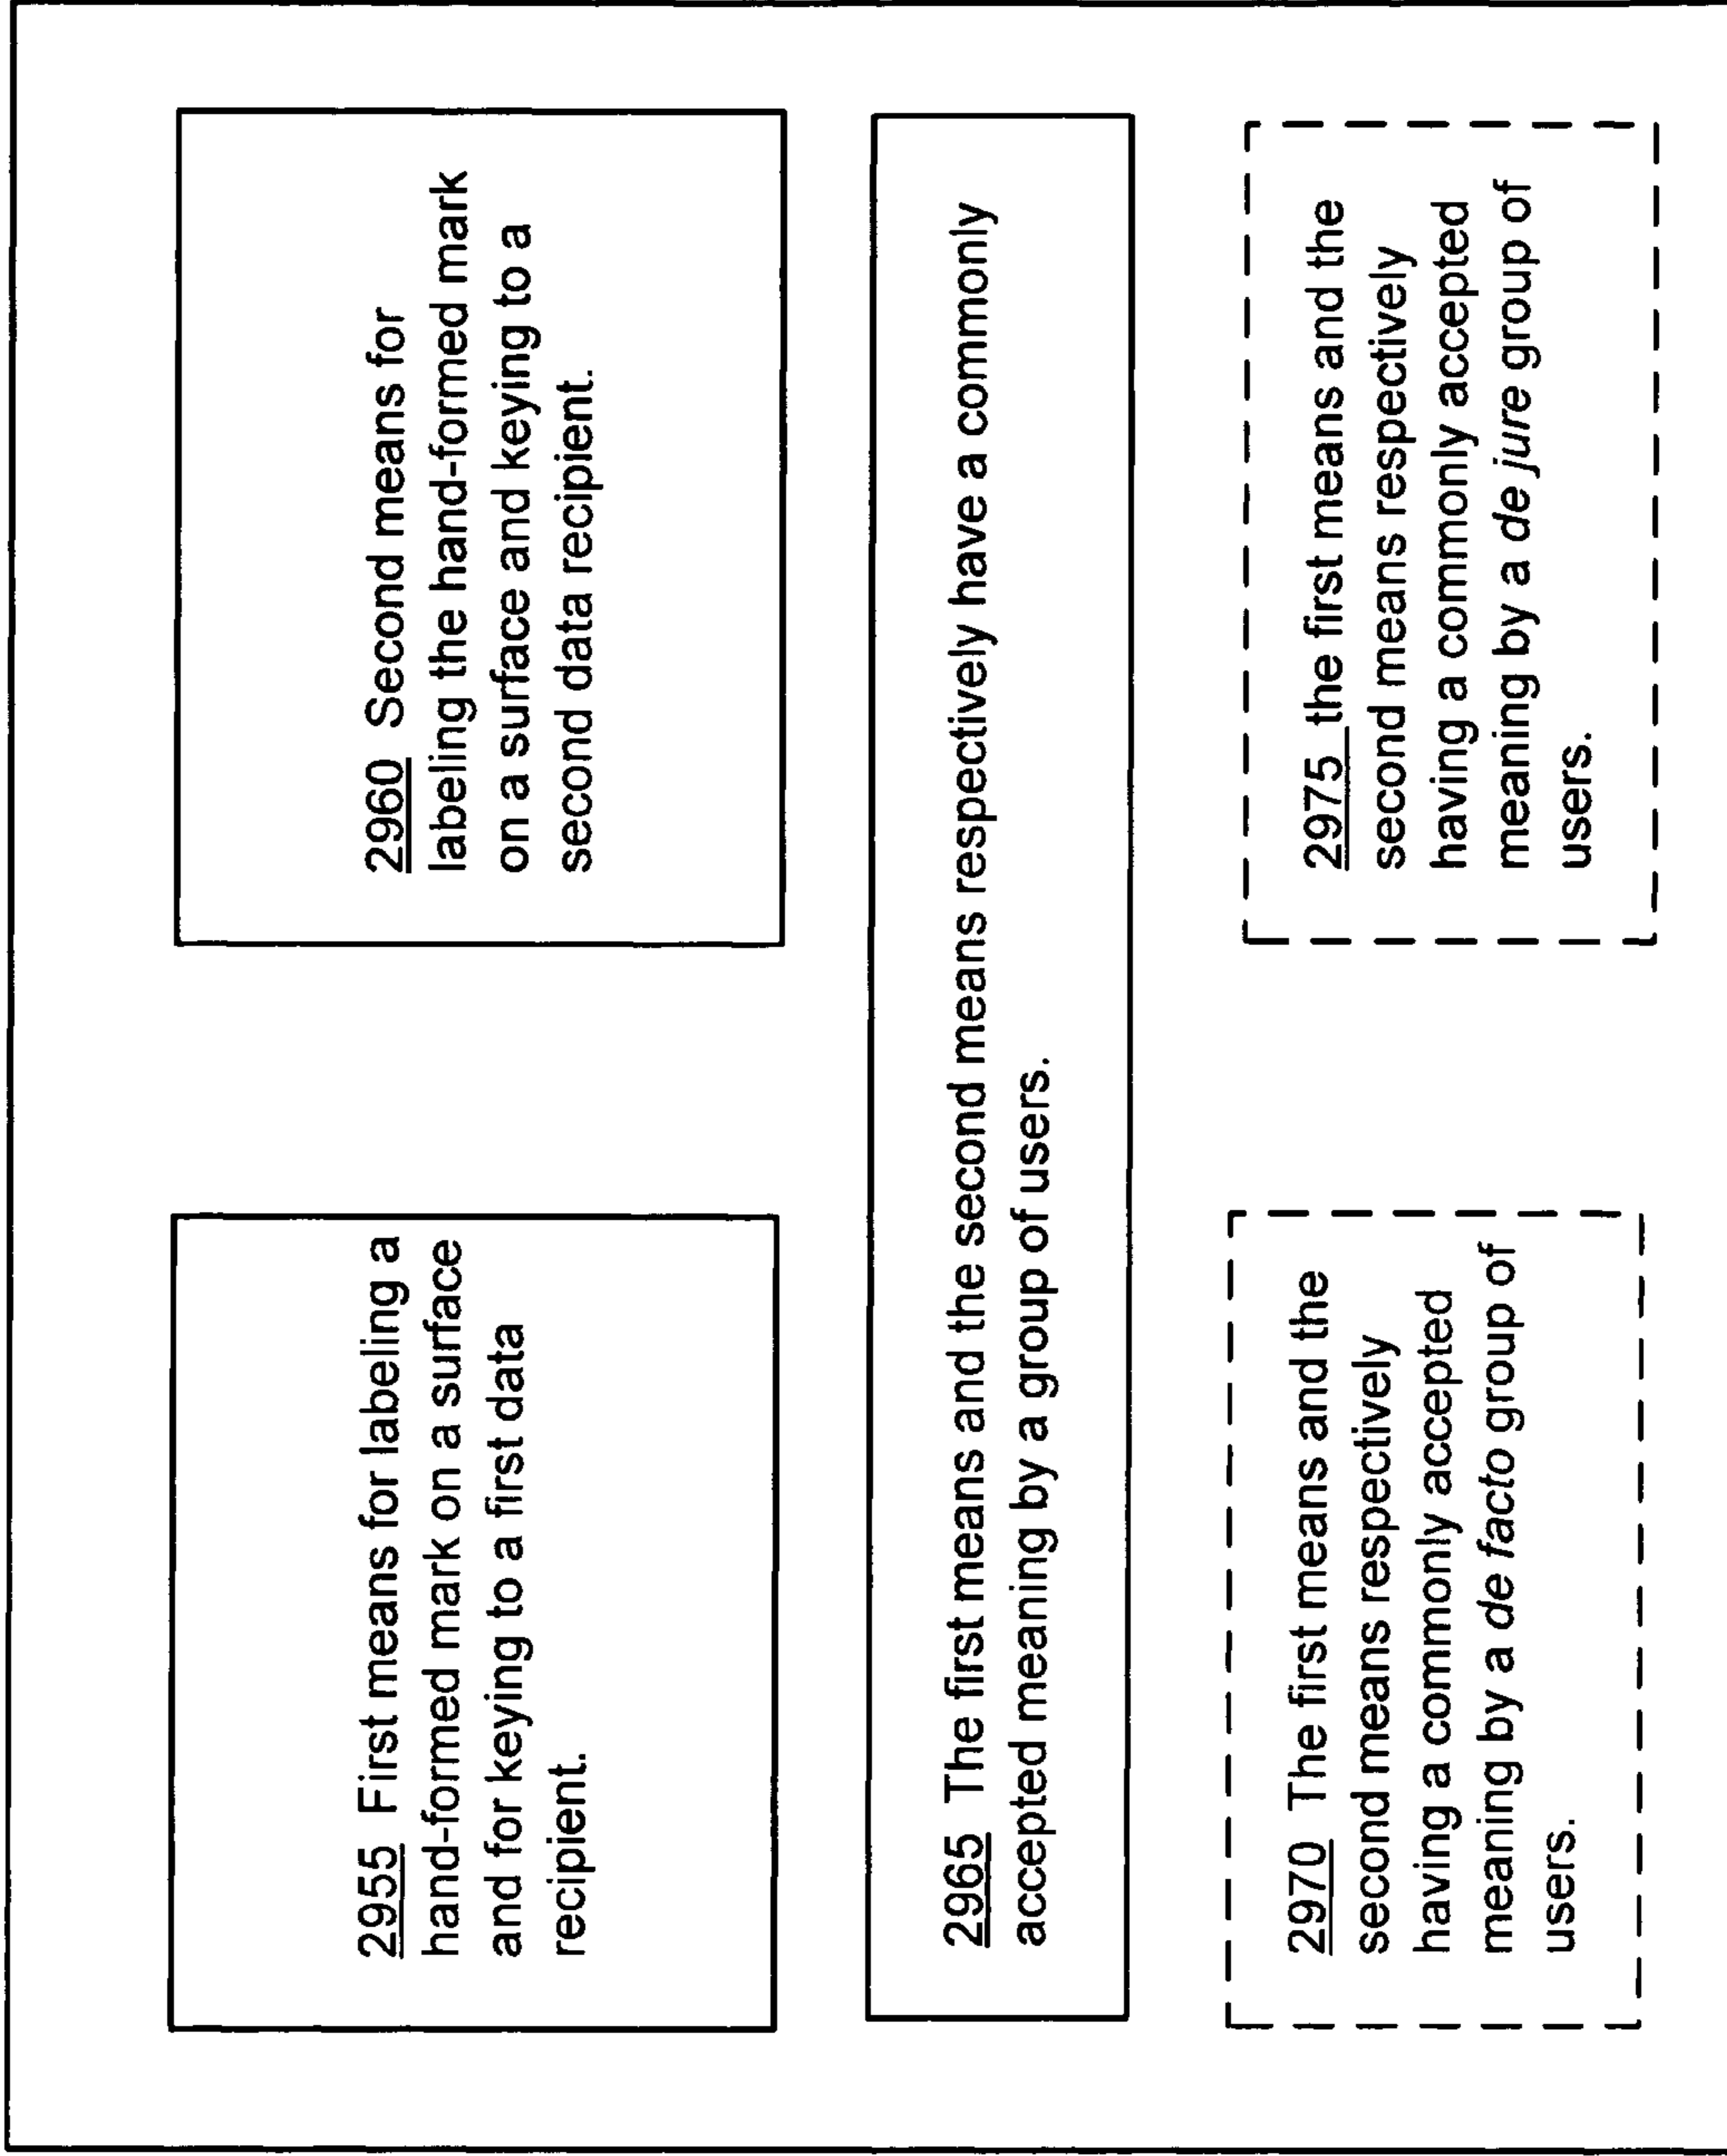 2955 First means for labeling a
hand-formed mark on a surface
and for keying to a first data
recipient.
2960 Second means for
labeling the hand-formed mark
on a surface and keying to a
second data recipient.
2965 The first means and the second means respectively have a commonly
accepted meaning by a group of users.
2970 The first means and the
second means respectively
having a commonly accepted
meaning by a de facto group of
users.
2975 the first means and the
second means respectively
having a commonly accepted
meaning by a de jure group of
users.